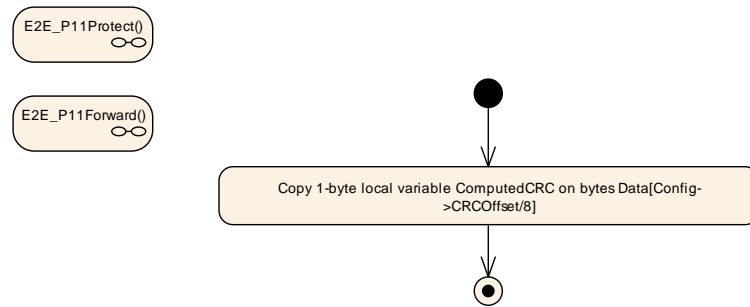 E2E_P11Protect()
E2E_P11Forward()
Copy 1-byte local variable ComputedCRC on bytes Data[Config-
>CRCOffset/8]